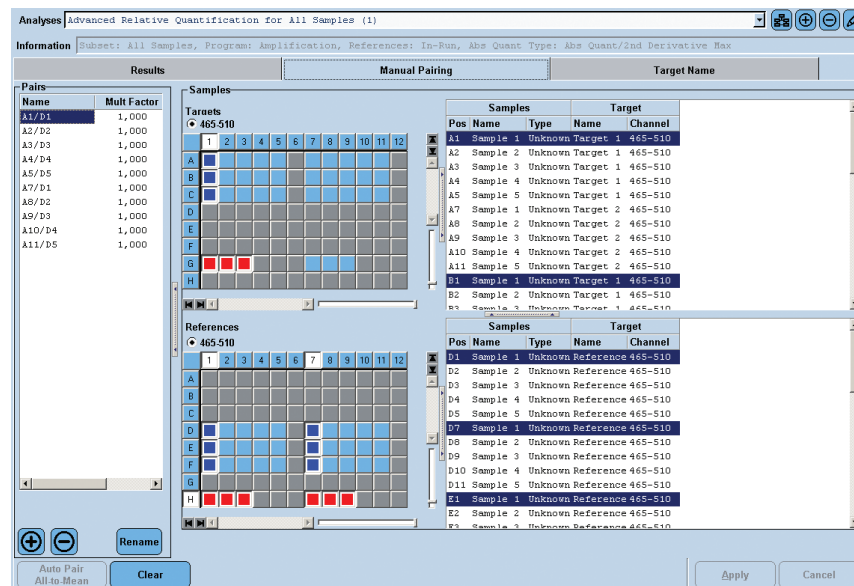 Analyses Advanced Relative Quantification for All Samples (1)
Information Subset: All Samples, Program: Amplification, References: In-Run, Abs Quant Type: Abs Quant/2nd Derivative Max
Results Manual Pairing Target Name
Pairs
Name Mult Factor
A1/D1 1,000
A2/D2 1,000
A3/D3 1,000
A4/D4 1,000
A5/D5 1,000
A7/D1 1,000
A8/D2 1,000
A9/D3 1,000
A10/D4 1,000
A11/D5 1,000
Rename
Auto Pair
All-to-Mean
Clear
Samples
Targets
465-510
1 2 3 4 5 6 7 8 9 10 11 12
A
B
C
D
E
F
G
H
Samples Target
Pos Name Type Name Channel
A1 Sample 1 Unknown Target 1 465-510
A2 Sample 2 Unknown Target 1 465-510
A3 Sample 3 Unknown Target 1 465-510
A4 Sample 4 Unknown Target 1 465-510
A5 Sample 5 Unknown Target 1 465-510
A7 Sample 1 Unknown Target 2 465-510
A8 Sample 2 Unknown Target 2 465-510
A9 Sample 3 Unknown Target 2 465-510
A10 Sample 4 Unknown Target 2 465-510
A11 Sample 5 Unknown Target 2 465-510
B1 Sample 1 Unknown Target 1 465-510
B2 Sample 2 Unknown Target 1 465-510
B3 Sample 3 Unknown Target 1 465-510
References
465-510
1 2 3 4 5 6 7 8 9 10 11 12
A
B
C
D
E
F
G
H
Samples Target
Pos Name Type Name Channel
D1 Sample 1 Unknown Reference 465-510
D2 Sample 2 Unknown Reference 465-510
D3 Sample 3 Unknown Reference 465-510
D4 Sample 4 Unknown Reference 465-510
D5 Sample 5 Unknown Reference 465-510
D7 Sample 1 Unknown Reference 465-510
D8 Sample 2 Unknown Reference 465-510
D9 Sample 3 Unknown Reference 465-510
D10 Sample 4 Unknown Reference 465-510
D11 Sample 5 Unknown Reference 465-510
E1 Sample 1 Unknown Reference 465-510
E2 Sample 2 Unknown Reference 465-510
E3 Sample 3 Unknown Reference 465-510
Apply Cancel